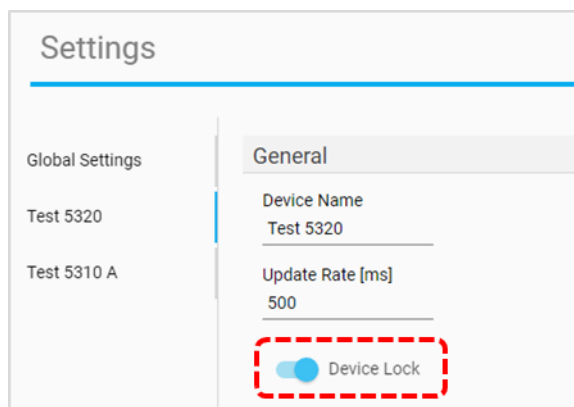 Settings
Global Settings
Test 5320
Test 5310 A
General
Device Name
Test 5320
Update Rate [ms]
500
Device Lock